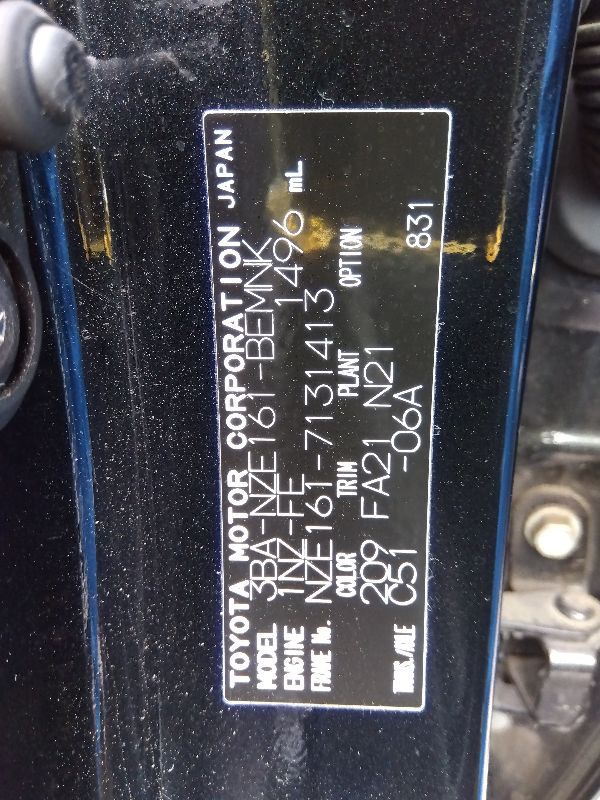 TOYOTA MOTOR CORPORATION JAPAN
MODEL 3BA-NZE161-BEMNK
ENGINE 1NZ-FE 1496 mL
FRAME No. NZE161-7131413
COLOR TRIM PLANT OPTION
209 FA21 N21
TRANS./AXLE C51 -06A 831